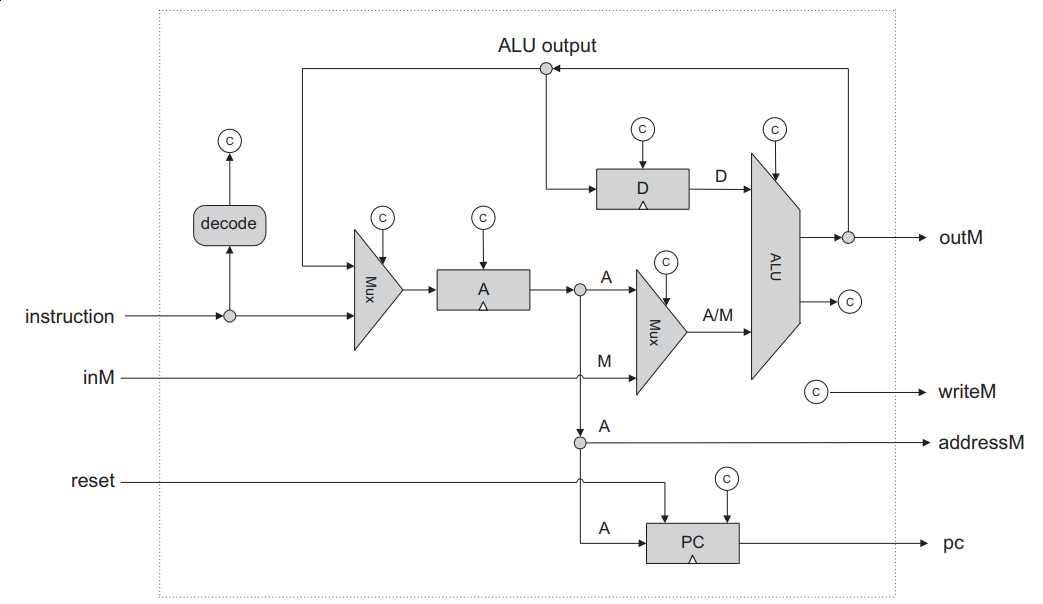 ALU output
C
C
C
D
D
decode
C
C
outM
Mux
A
A
C
ALU
instruction
Mux
A/M
C
M
inM
C
writeM
A
addressM
reset
C
A
PC
pc